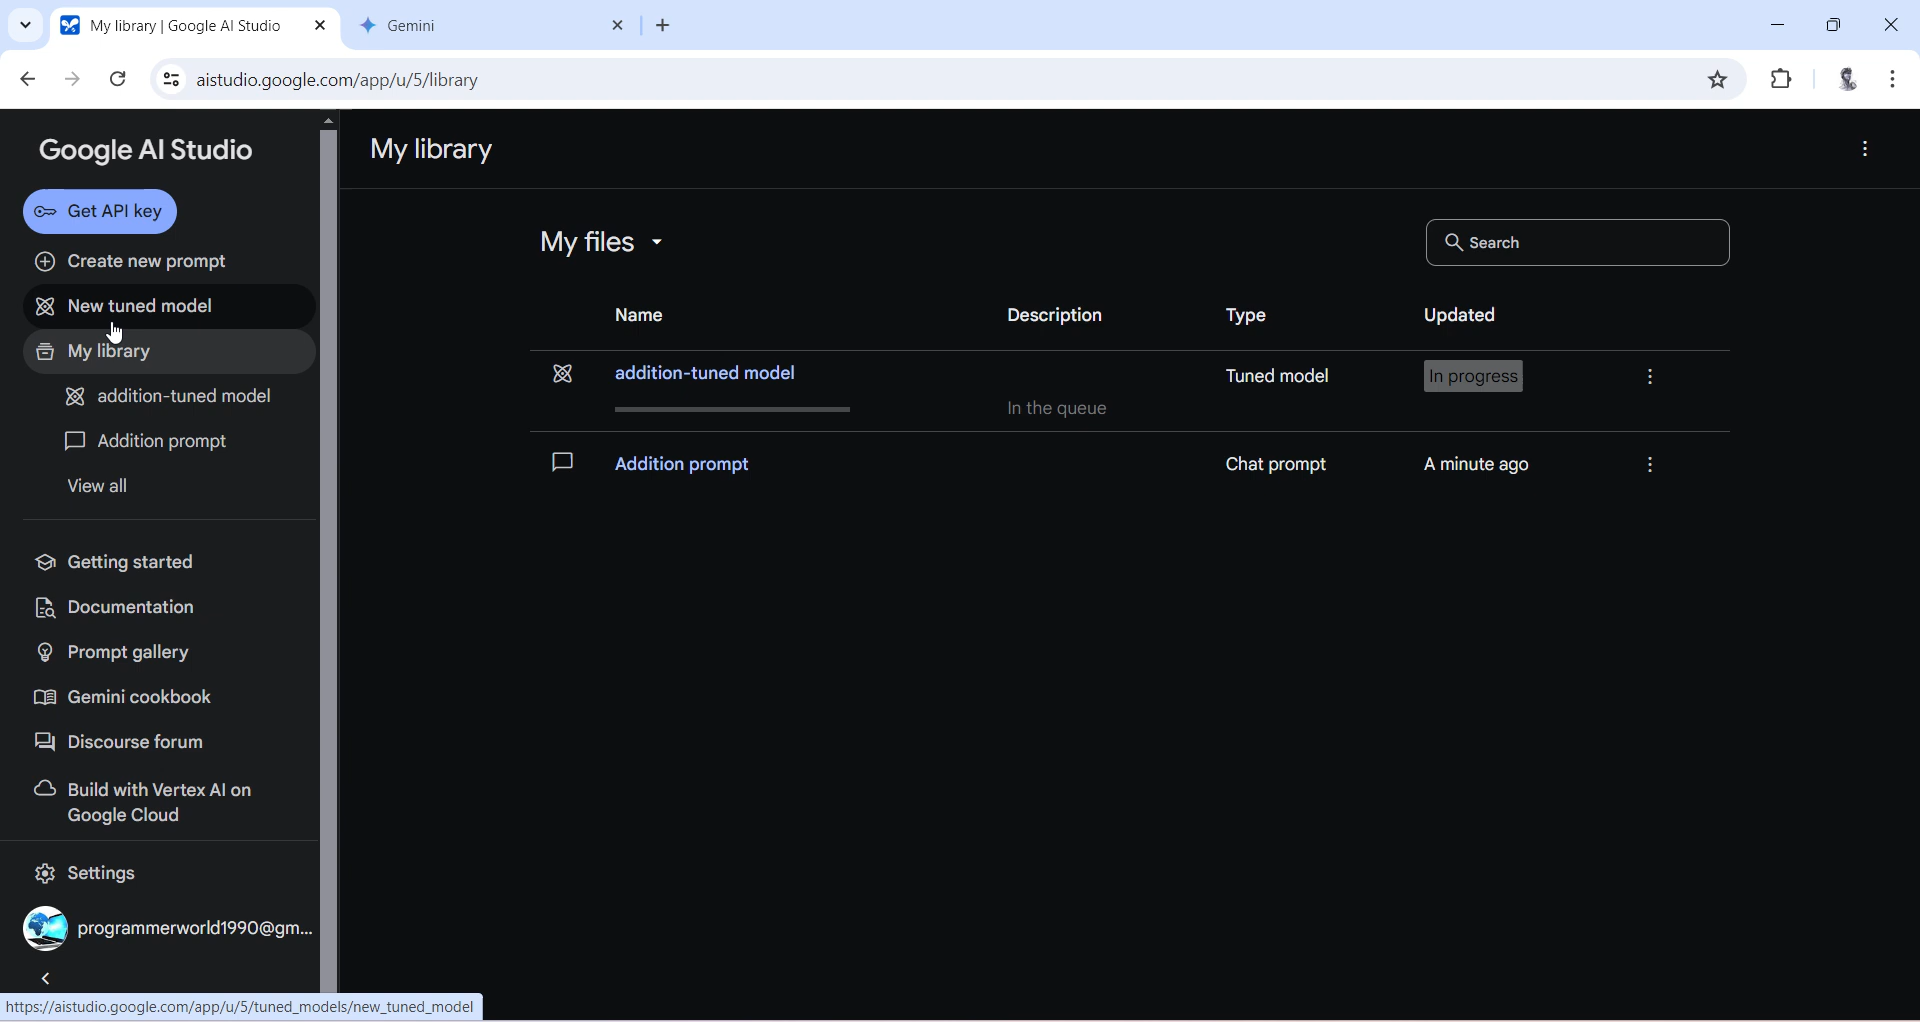 My library | Google AI Studio
Gemini
aistudio.google.com/app/u/5/library
Google AI Studio
Get API key
Create new prompt
New tuned model
My library
addition-tuned model
Addition prompt
View all
Getting started
Documentation
Prompt gallery
Gemini cookbook
Discourse forum
Build with Vertex AI on
Google Cloud
Settings
programmerworld1990@gm...
https://aistudio.google.com/app/u/5/tuned_models/new_tuned_model
My library
My files
Search
Name Description Type Updated
addition-tuned model Tuned model In progress
In the queue
Addition prompt Chat prompt A minute ago